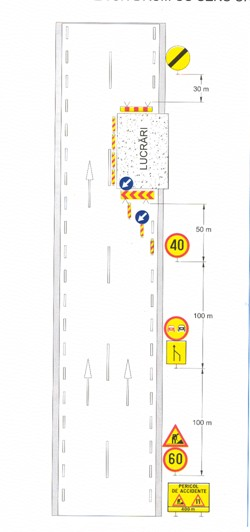 30 m
LUCRĂRI
50 m
40
100 m
100 m
60
PERICOL
DE ACCIDENTE